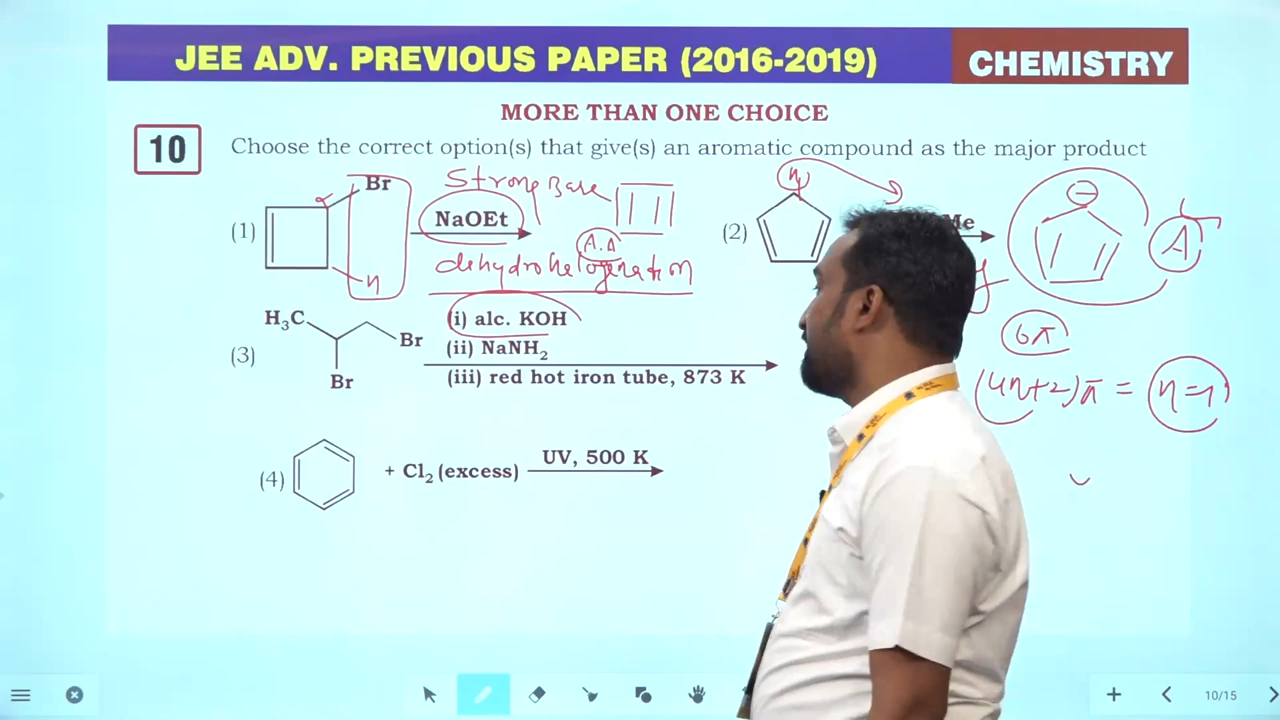 JEE ADV. PREVIOUS PAPER (2016-2019)
CHEMISTRY
MORE THAN ONE CHOICE
10
Choose the correct option(s) that give(s) an aromatic compound as the major product
(1)
Br
H
Strong Base
NaOEt
A.A
dehydrohalogenation
(2)
H
Me
A
6π
(4n+2)π = n=1
(3)
H3C
Br
Br
(i) alc. KOH
(ii) NaNH2
(iii) red hot iron tube, 873 K
(4)
+ Cl2 (excess)
UV, 500 K
10/15